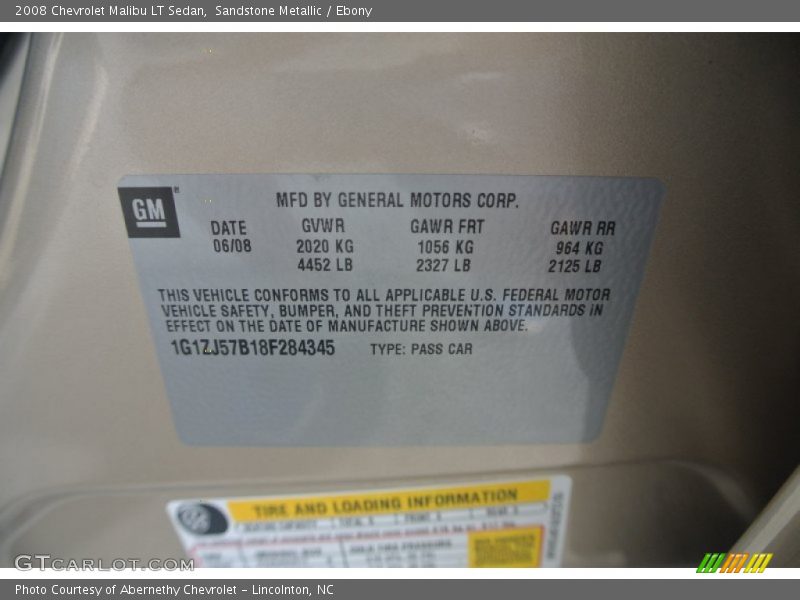 2008 Chevrolet Malibu LT Sedan, Sandstone Metallic / Ebony
GM
MFD BY GENERAL MOTORS CORP.
DATE GVWR GAWR FRT GAWR RR
06/08 2020 KG 1056 KG 964 KG
4452 LB 2327 LB 2125 LB
THIS VEHICLE CONFORMS TO ALL APPLICABLE U.S. FEDERAL MOTOR
VEHICLE SAFETY, BUMPER, AND THEFT PREVENTION STANDARDS IN
EFFECT ON THE DATE OF MANUFACTURE SHOWN ABOVE.
1G1ZJ57B18F284345 TYPE: PASS CAR
TIRE AND LOADING INFORMATION
GTCARLOT.COM
Photo Courtesy of Abernethy Chevrolet - Lincolnton, NC